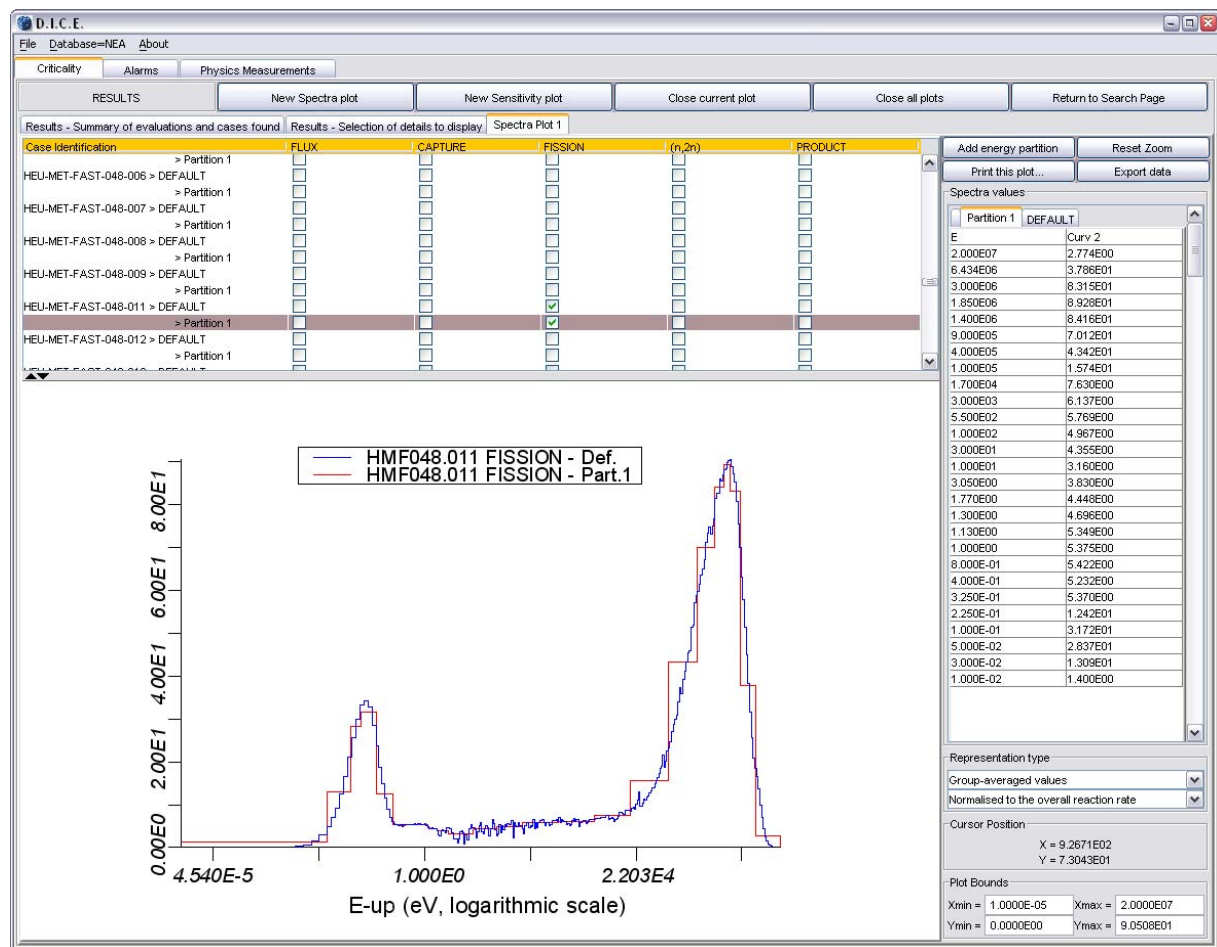 D.I.C.E.
File Database=NEA About
Criticality Alarms Physics Measurements
RESULTS New Spectra plot New Sensitivity plot Close current plot Close all plots Return to Search Page
Results - Summary of evaluations and cases found Results - Selection of details to display Spectra Plot 1
Case Identification FLUX CAPTURE FISSION (n,2n) PRODUCT
> Partition 1
HEU-MET-FAST-048-006 > DEFAULT
> Partition 1
HEU-MET-FAST-048-007 > DEFAULT
> Partition 1
HEU-MET-FAST-048-008 > DEFAULT
> Partition 1
HEU-MET-FAST-048-009 > DEFAULT
> Partition 1
HEU-MET-FAST-048-011 > DEFAULT
> Partition 1
HEU-MET-FAST-048-012 > DEFAULT
> Partition 1
Add energy partition Reset Zoom
Print this plot... Export data
Spectra values
Partition 1 DEFAULT
E Curv 2
2.000E07 2.774E00
6.434E06 3.786E01
3.000E06 8.315E01
1.850E06 8.928E01
1.400E06 8.416E01
9.000E05 7.012E01
4.000E05 4.342E01
1.000E05 1.574E01
1.700E04 7.630E00
3.000E03 6.137E00
5.500E02 5.769E00
1.000E02 4.967E00
3.000E01 4.355E00
1.000E01 3.160E00
3.050E00 3.830E00
1.770E00 4.448E00
1.300E00 4.696E00
1.130E00 5.349E00
1.000E00 5.375E00
8.000E-01 5.422E00
4.000E-01 5.232E00
3.250E-01 5.370E00
2.250E-01 1.242E01
1.000E-01 3.172E01
5.000E-02 2.837E01
3.000E-02 1.309E01
1.000E-02 1.400E00
HMF048.011 FISSION - Def.
HMF048.011 FISSION - Part.1
8.00E1
6.00E1
4.00E1
2.00E1
0.00E0
4.540E-5 1.000E0 2.203E4
E-up (eV, logarithmic scale)
Representation type
Group-averaged values
Normalised to the overall reaction rate
Cursor Position
X = 9.2671E02
Y = 7.3043E01
Plot Bounds
Xmin = 1.0000E-05 Xmax = 2.0000E07
Ymin = 0.0000E00 Ymax = 9.0508E01